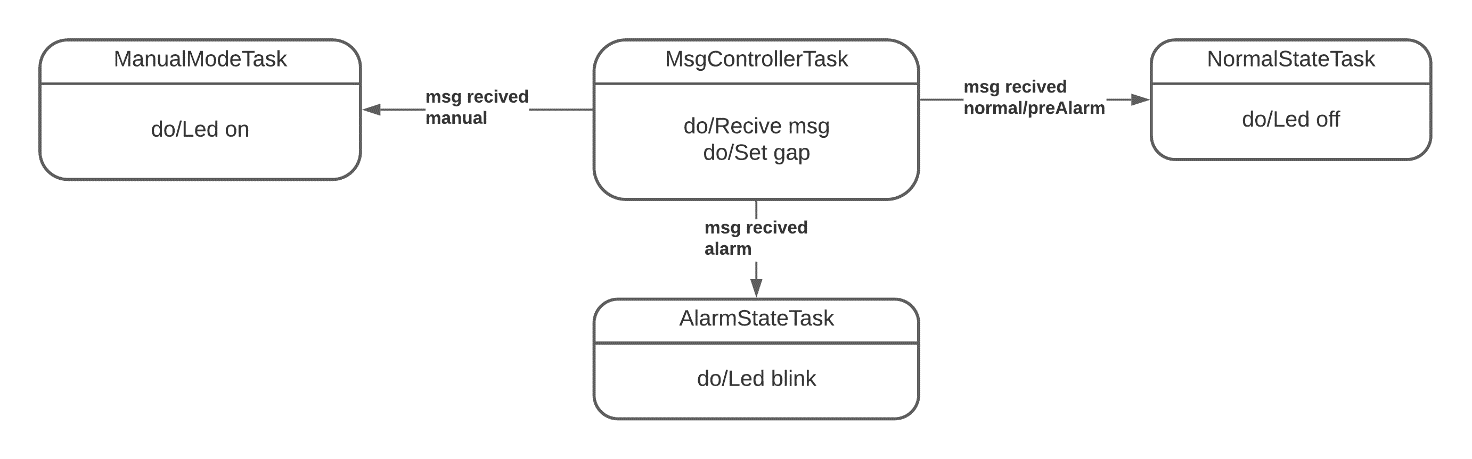 ManualModeTask
do/Led on
msg recived
manual
MsgControllerTask
do/Recive msg
do/Set gap
msg recived
normal/preAlarm
NormalStateTask
do/Led off
msg recived
alarm
AlarmStateTask
do/Led blink